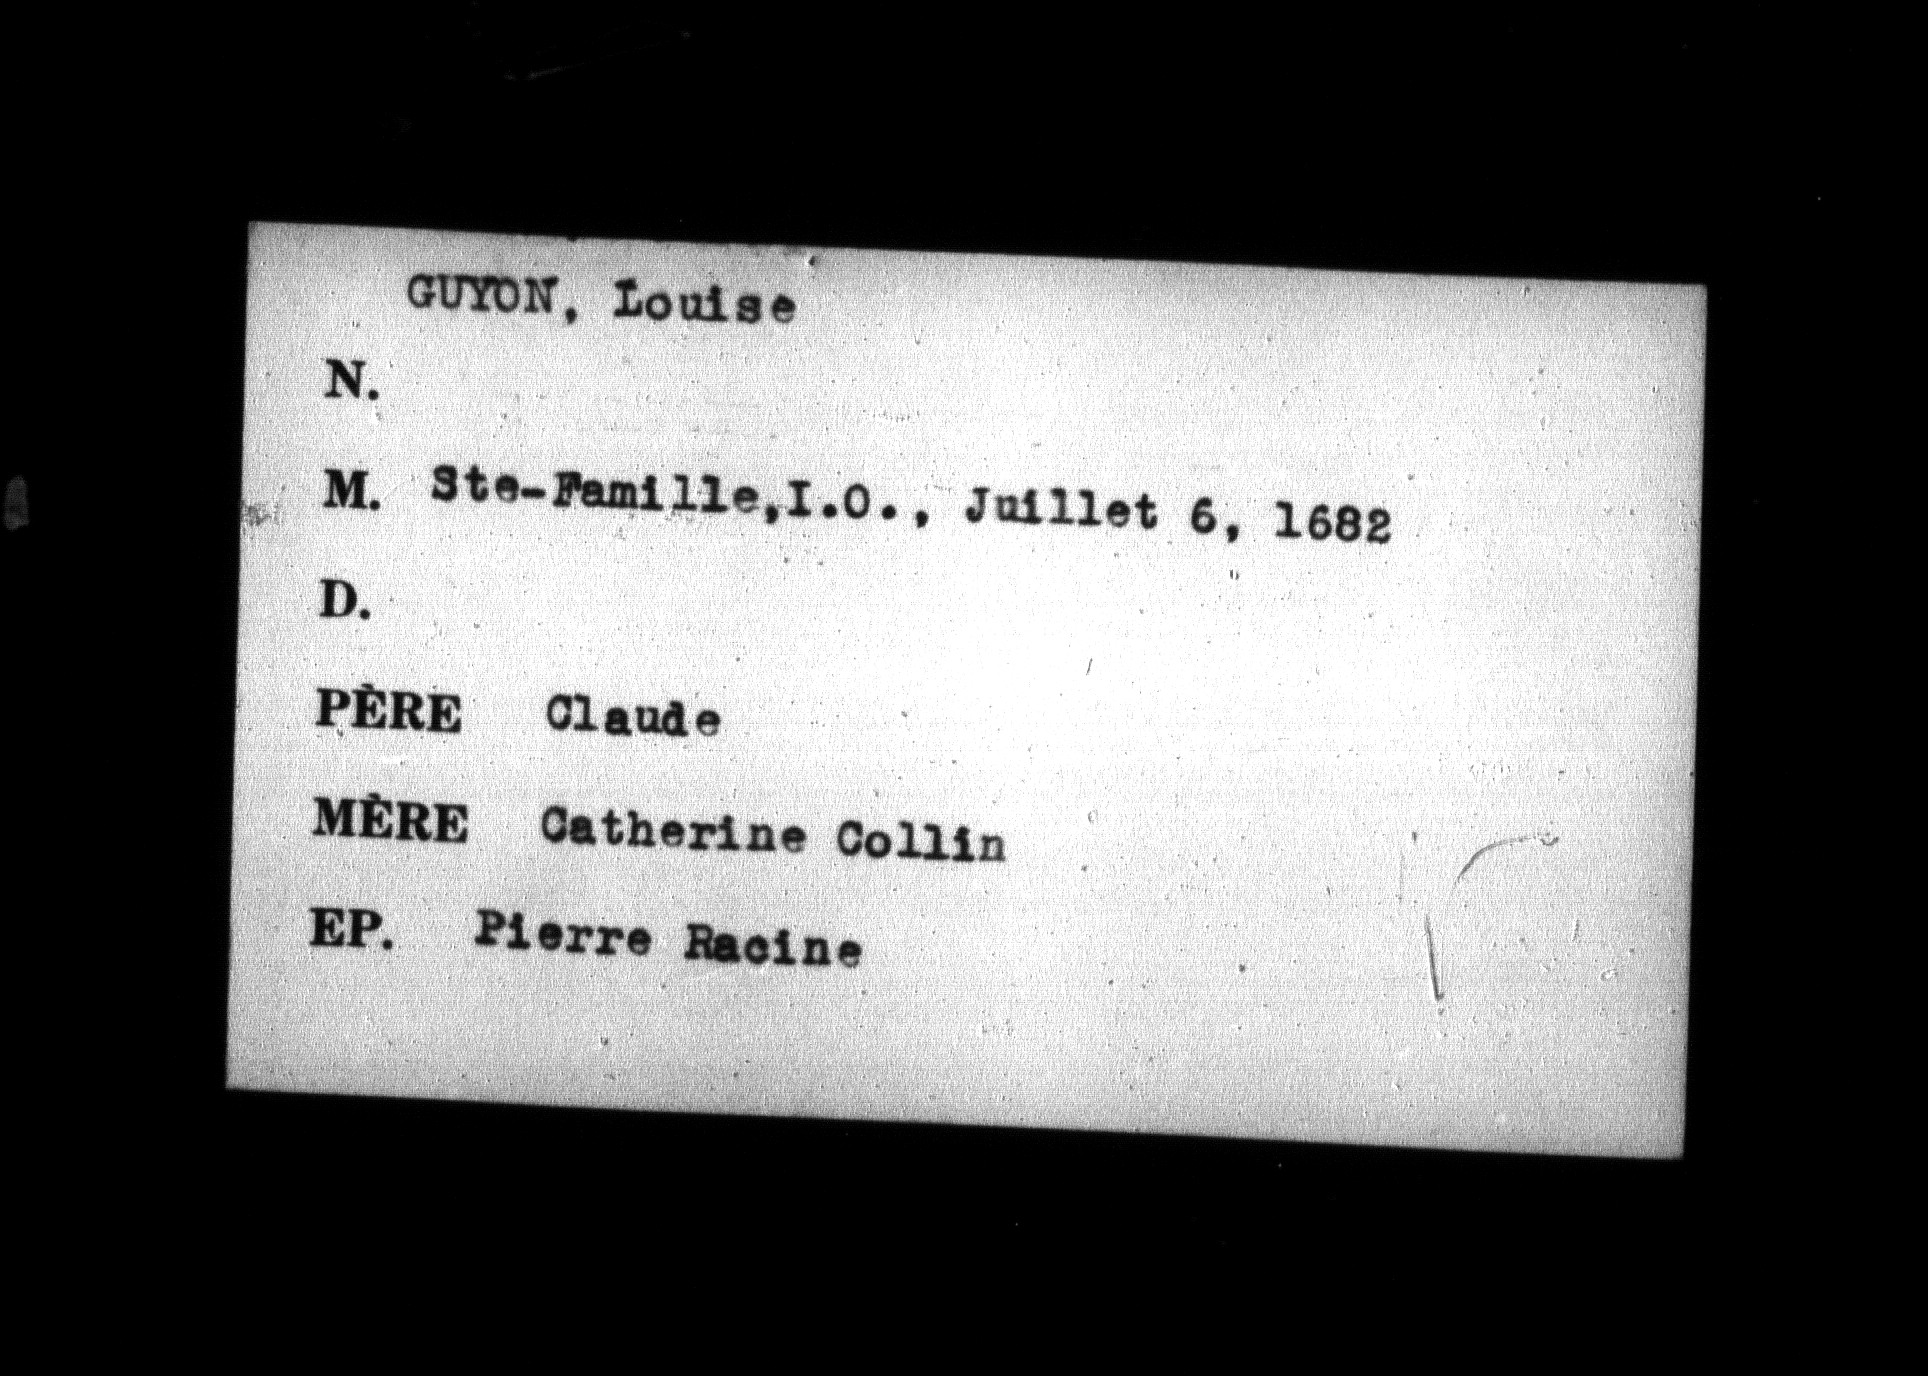 GUYON, Louise
N.
M. Ste-Famille,I.O., Juillet 6, 1682
D.
PÈRE Claude
MÈRE Catherine Collin
EP. Pierre Racine